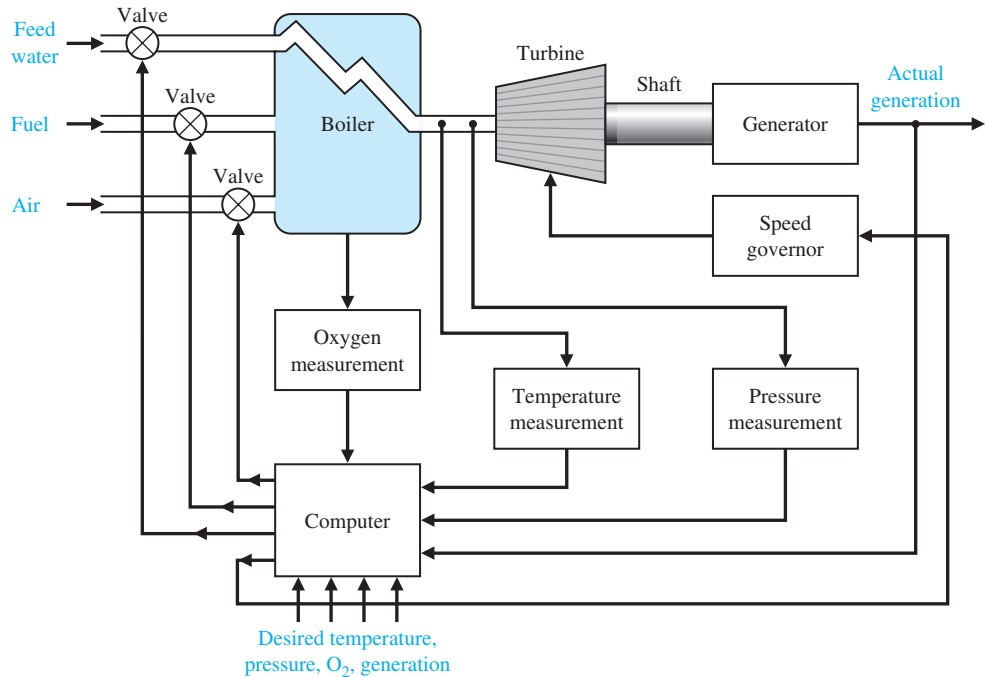 Feed
water
Valve
Fuel
Valve
Air
Valve
Boiler
Turbine
Shaft
Generator
Actual
generation
Speed
governor
Oxygen
measurement
Temperature
measurement
Pressure
measurement
Computer
Desired temperature,
pressure, O₂, generation